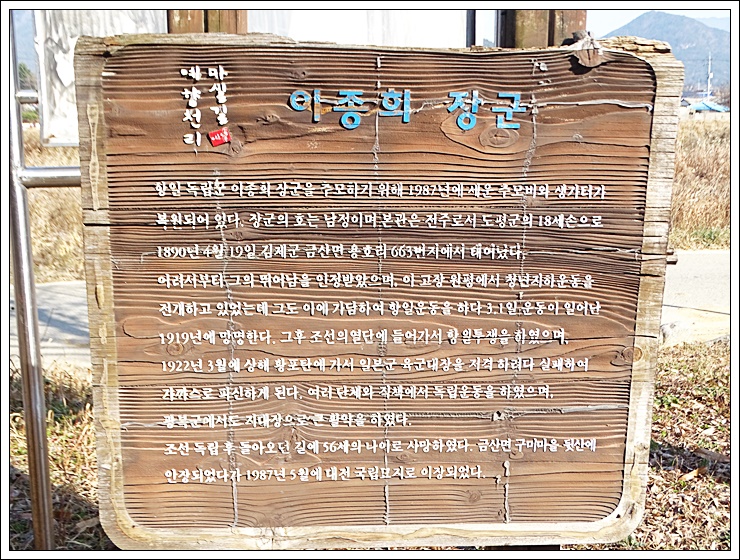 마실길
예향천리
이종희 장군
항일 독립군 이종희 장군을 추모하기 위해 1987년에 세운 추모비와 생가터가
복원되어 있다. 장군의 호는 남정이며 본관은 전주로서 도평군의 18세손으로
1890년 4월 19일 김제군 금산면 용호리 663번지에서 태어났다.
어려서부터 그의 뛰어남을 인정받았으며, 이 고장 원평에서 청년지하운동을
전개하고 있었는데 그도 이에 가담하여 항일운동을 하다 3.1.운동이 일어난
1919년에 망명한다. 그후 조선의열단에 들어가서 항일투쟁을 하였으며,
1922년 3월에 상해 황포탄에 가서 일본군 육군대장을 저격 하려다 실패하여
가까스로 피신하게 된다. 여러 단체와 직책에서 독립운동을 하였으며,
광복군에서도 지대장으로 큰 활약을 하였다.
조선 독립 후 돌아오던 길에 56세의 나이로 사망하였다. 금산면 구미마을 뒷산에
안장되었다가 1987년 5월에 대전 국립묘지로 이장되었다.